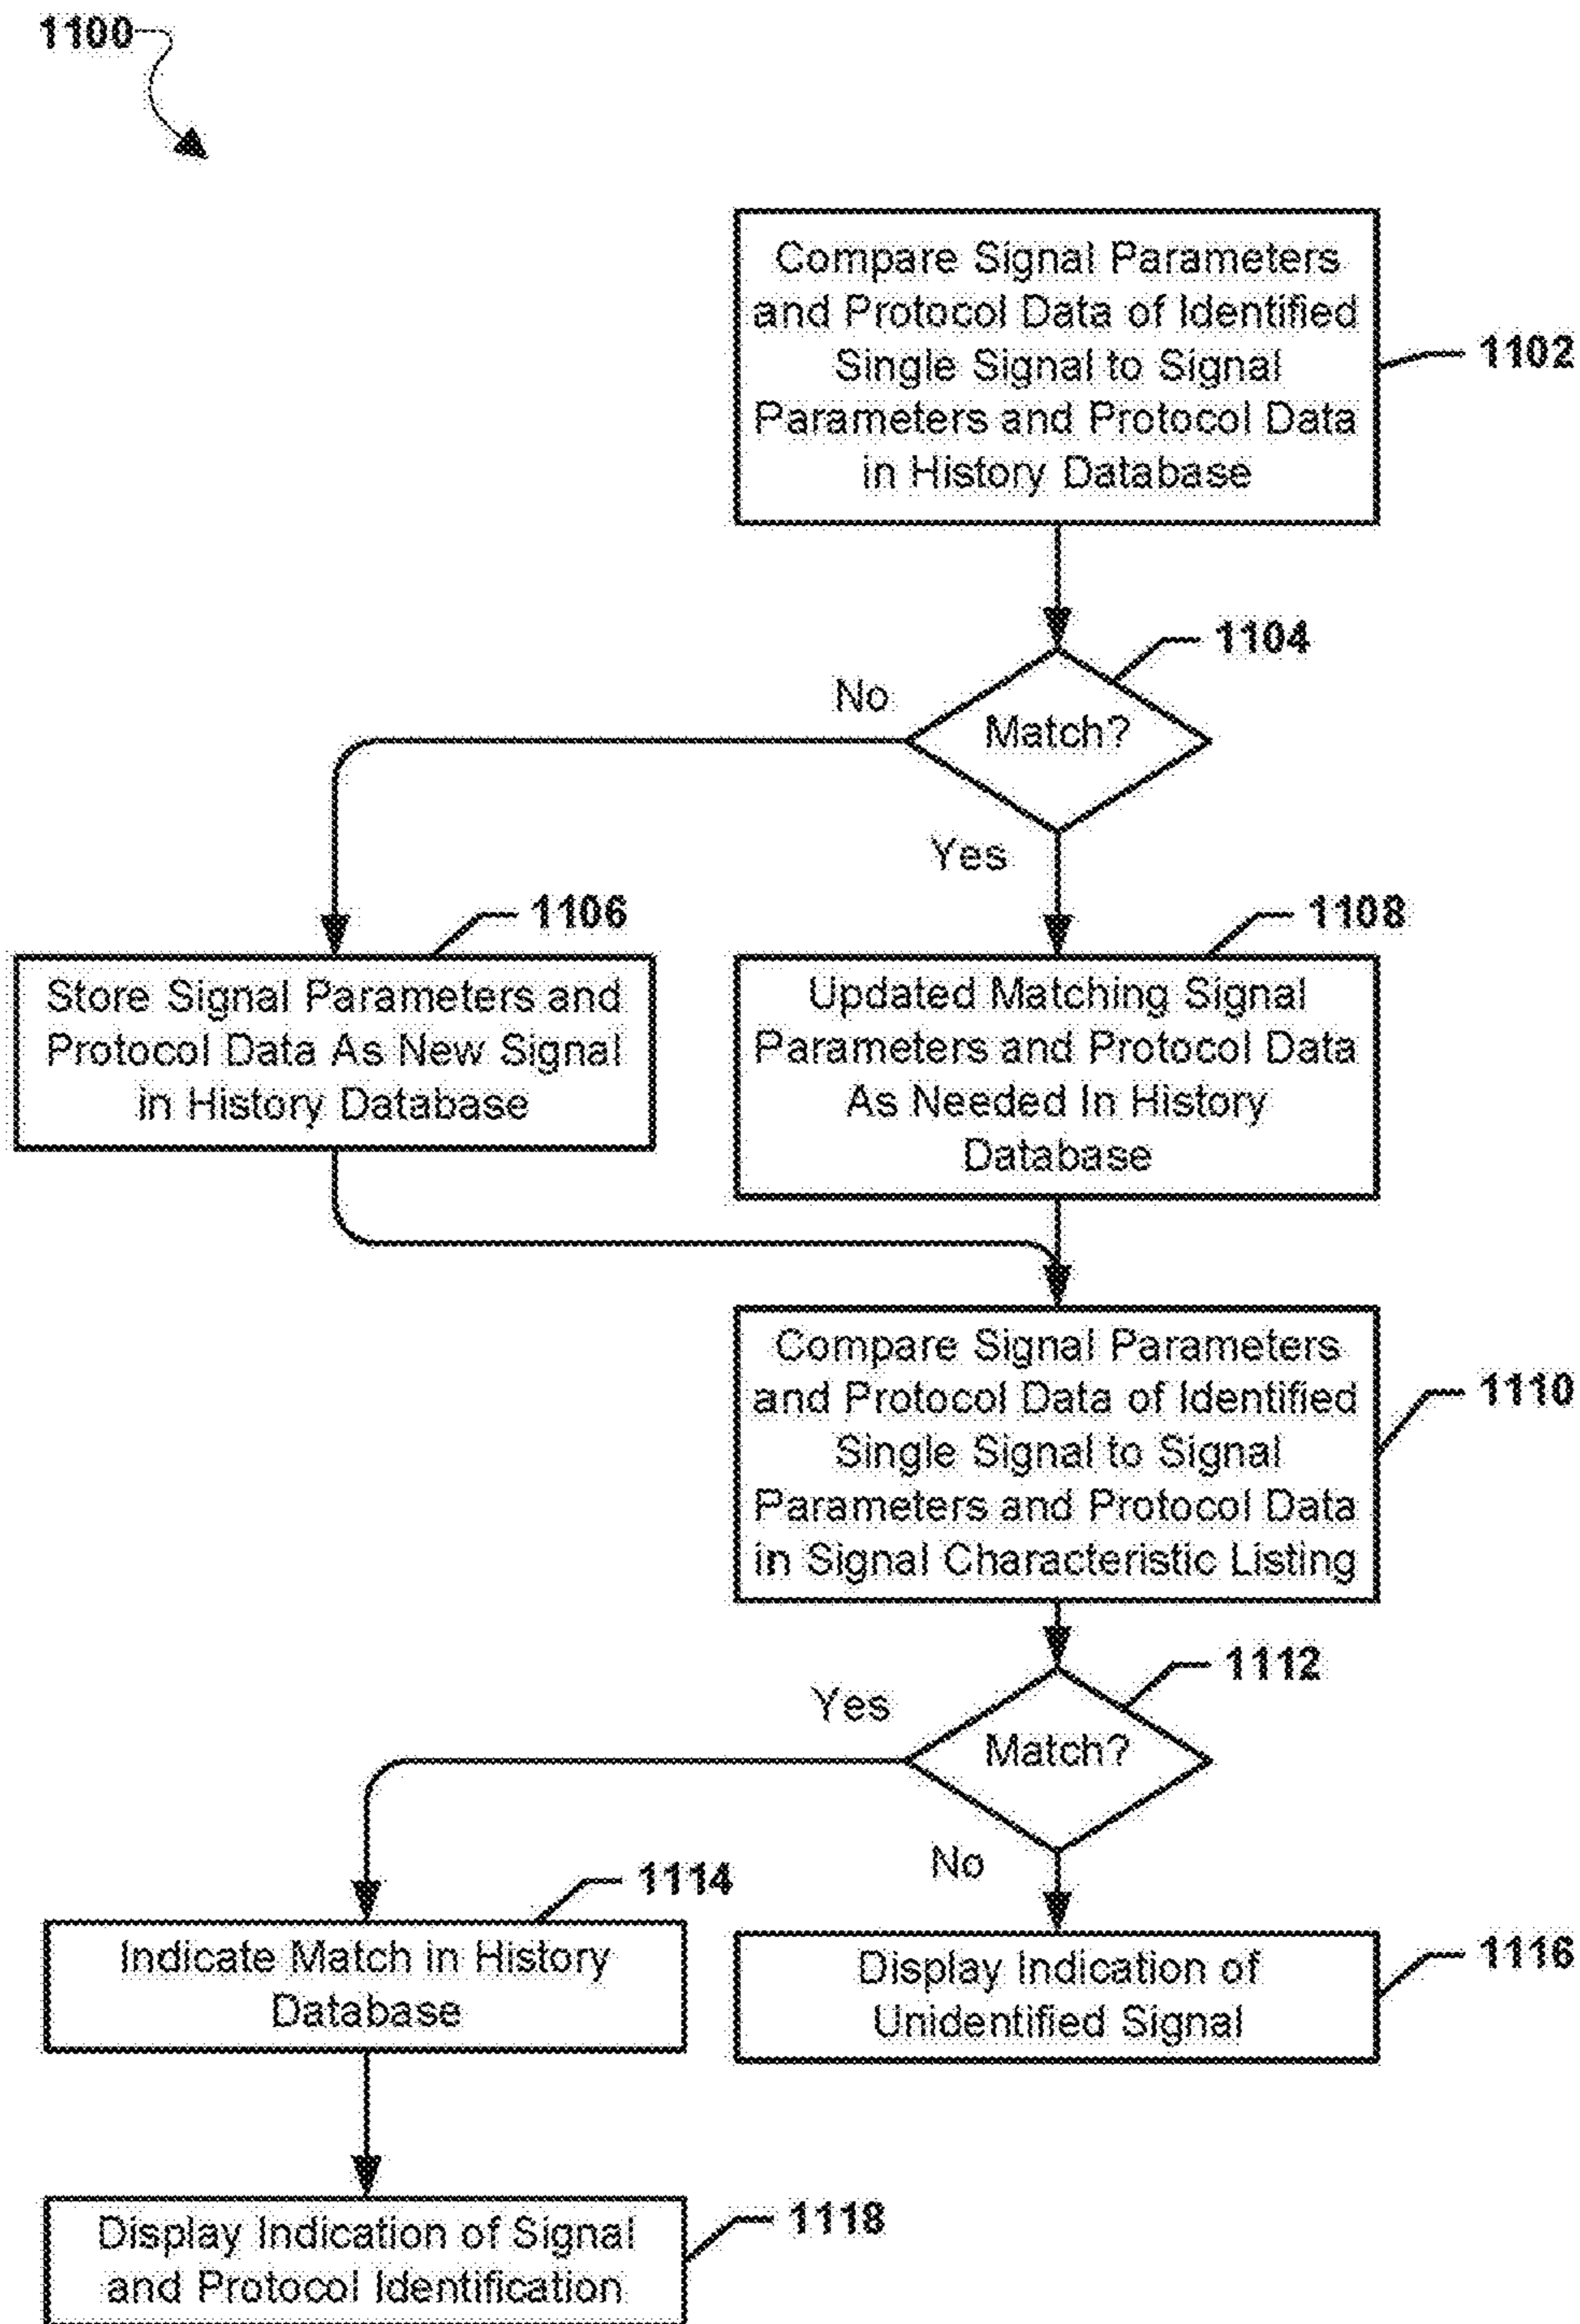 1100
Compare Signal Parameters
and Protocol Data of Identified
Single Signal to Signal
Parameters and Protocol Data
in History Database
1102
1104
Match?
No
Yes
1106
Store Signal Parameters and
Protocol Data As New Signal
in History Database
1108
Updated Matching Signal
Parameters and Protocol Data
As Needed In History
Database
Compare Signal Parameters
and Protocol Data of Identified
Single Signal to Signal
Parameters and Protocol Data
in Signal Characteristic Listing
1110
1112
Match?
Yes
No
1114
Indicate Match in History
Database
Display Indication of
Unidentified Signal
1116
Display Indication of Signal
and Protocol Identification
1118